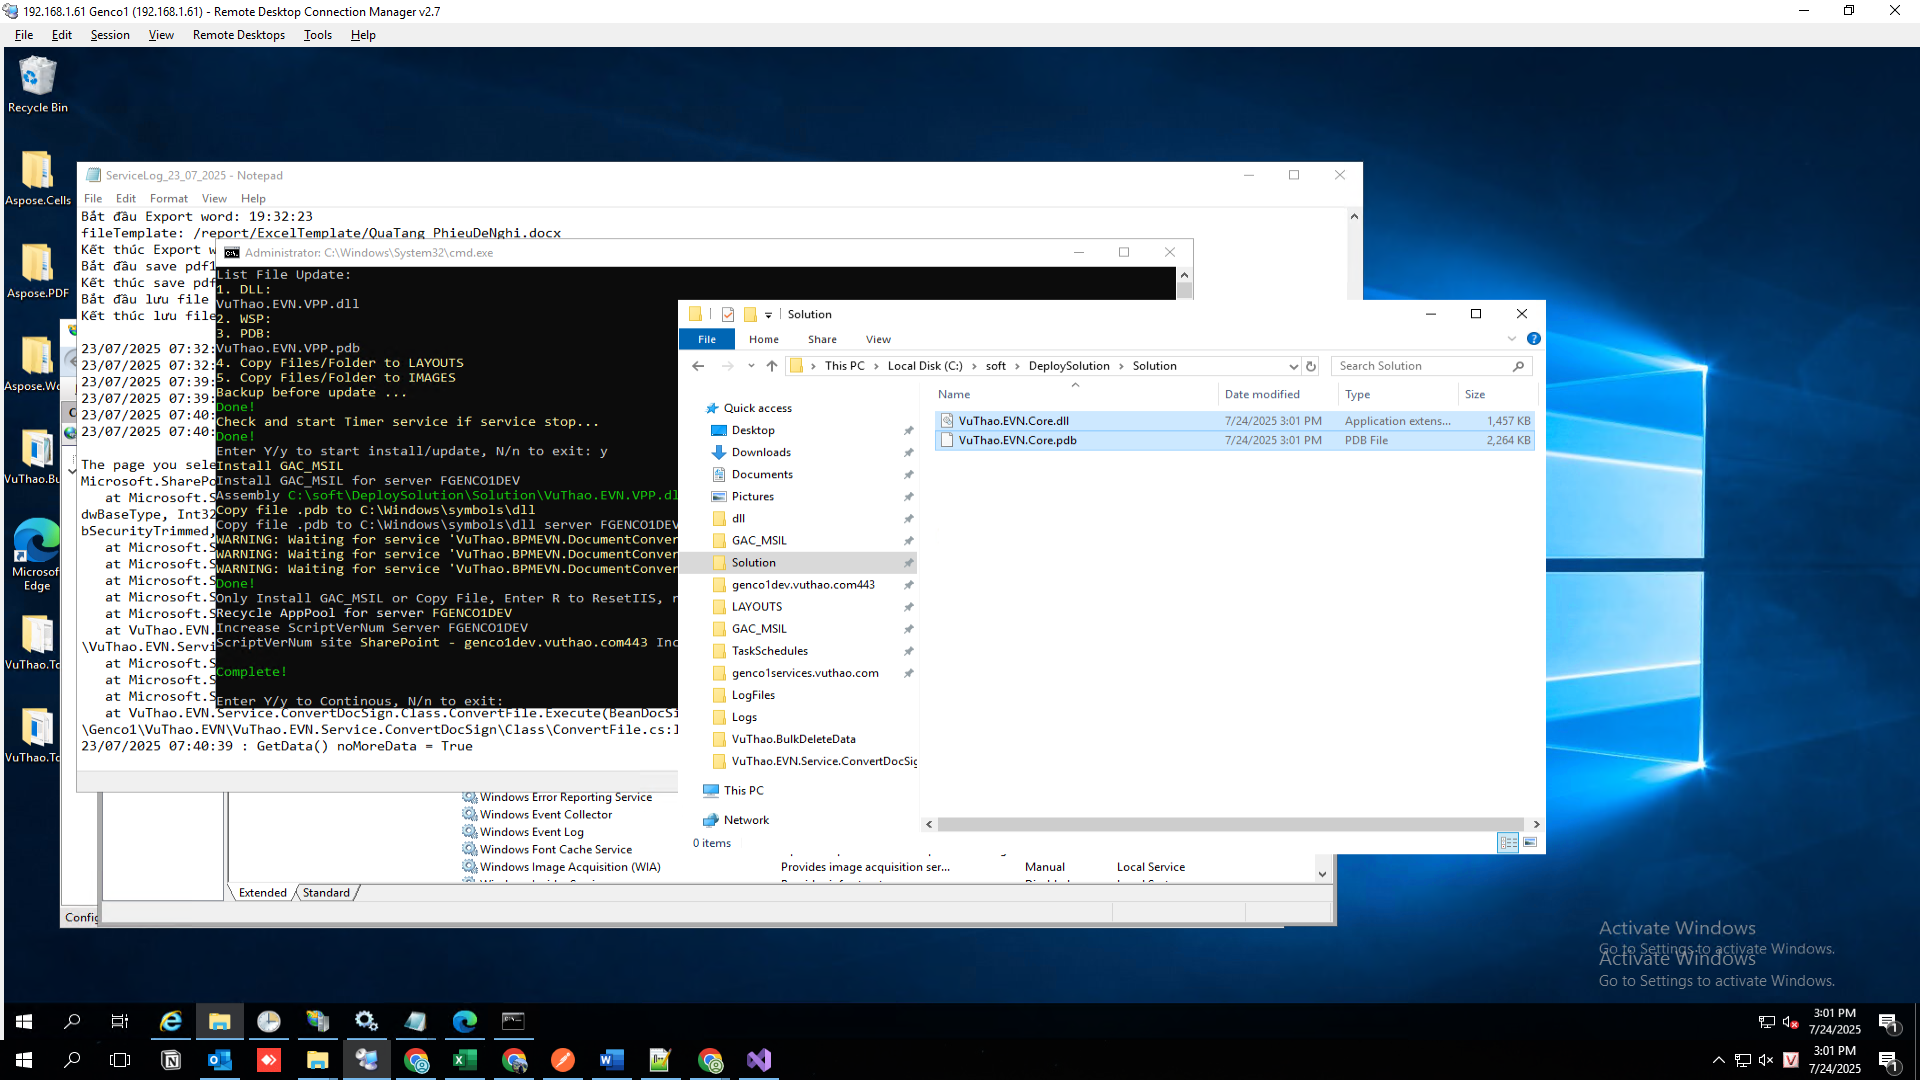 192.168.1.61 Genco1 (192.168.1.61) - Remote Desktop Connection Manager v2.7
File Edit Session View Remote Desktops Tools Help
Recycle Bin
Aspose.Cells
Aspose.PDF
Aspose.Wo
VuThao.Bu
Microsof
Edge
VuThao.To
VuThao.To
ServiceLog_23_07_2025 - Notepad
File Edit Format View Help
Bắt đầu Export word: 19:32:23
fileTemplate: /report/ExcelTemplate/QuaTang_PhieuDeNghi.docx
Kết thúc Export w
Bắt đầu save pdf1
Kết thúc save pdf
Bắt đầu lưu file
Kết thúc lưu file
23/07/2025 07:32:
23/07/2025 07:32:
23/07/2025 07:39:
23/07/2025 07:39:
23/07/2025 07:40:
23/07/2025 07:40:
The page you sele
Microsoft.SharePo
at Microsoft.S
dwBaseType, Int32
bSecurityTrimmed,
at Microsoft.S
at Microsoft.S
at Microsoft.S
at Microsoft.S
at Microsoft.S
at VuThao.EVN.
\VuThao.EVN.Servi
at Microsoft.S
at Microsoft.S
at Microsoft.S
at VuThao.EVN.Service.ConvertDocSign.Class.ConvertFile.Execute(BeanDocSi
\Genco1\VuThao.EVN\VuThao.EVN.Service.ConvertDocSign\Class\ConvertFile.cs:l
23/07/2025 07:40:39 : GetData() noMoreData = True
Administrator: C:\Windows\System32\cmd.exe
List File Update:
1. DLL:
VuThao.EVN.VPP.dll
2. WSP:
3. PDB:
VuThao.EVN.VPP.pdb
4. Copy Files/Folder to LAYOUTS
5. Copy Files/Folder to IMAGES
Backup before update ...
Done!
Check and start Timer service if service stop...
Done!
Enter Y/y to start install/update, N/n to exit: y
Install GAC_MSIL
Install GAC_MSIL for server FGENCO1DEV
Assembly C:\soft\DeploySolution\Solution\VuThao.EVN.VPP.dl
Copy file .pdb to C:\Windows\symbols\dll
Copy file .pdb to C:\Windows\symbols\dll server FGENCO1DEV
WARNING: Waiting for service 'VuThao.BPMEVN.DocumentConver
WARNING: Waiting for service 'VuThao.BPMEVN.DocumentConver
WARNING: Waiting for service 'VuThao.BPMEVN.DocumentConver
Done!
Only Install GAC_MSIL or Copy File, Enter R to ResetIIS, r
Recycle AppPool for server FGENCO1DEV
Increase ScriptVerNum Server FGENCO1DEV
ScriptVerNum site SharePoint - genco1dev.vuthao.com443 Inc
Complete!
Enter Y/y to Continous, N/n to exit:
Solution
File Home Share View
This PC Local Disk (C:) soft DeploySolution Solution
Search Solution
Name Date modified Type Size
VuThao.EVN.Core.dll 7/24/2025 3:01 PM Application extens... 1,457 KB
VuThao.EVN.Core.pdb 7/24/2025 3:01 PM PDB File 2,264 KB
Quick access
Desktop
Downloads
Documents
Pictures
dll
GAC_MSIL
Solution
genco1dev.vuthao.com443
LAYOUTS
GAC_MSIL
TaskSchedules
genco1services.vuthao.com
LogFiles
Logs
VuThao.BulkDeleteData
VuThao.EVN.Service.ConvertDocSig
This PC
Network
0 items
Windows Error Reporting Service
Windows Event Collector
Windows Event Log
Windows Font Cache Service
Windows Image Acquisition (WIA) Provides image acquisition ser... Manual Local Service
Extended Standard
Config
Activate Windows
Go to Settings to activate Windows.
Activate Windows
Go to Settings to activate Windows.
3:01 PM
7/24/2025
1
3:01 PM
7/24/2025
1